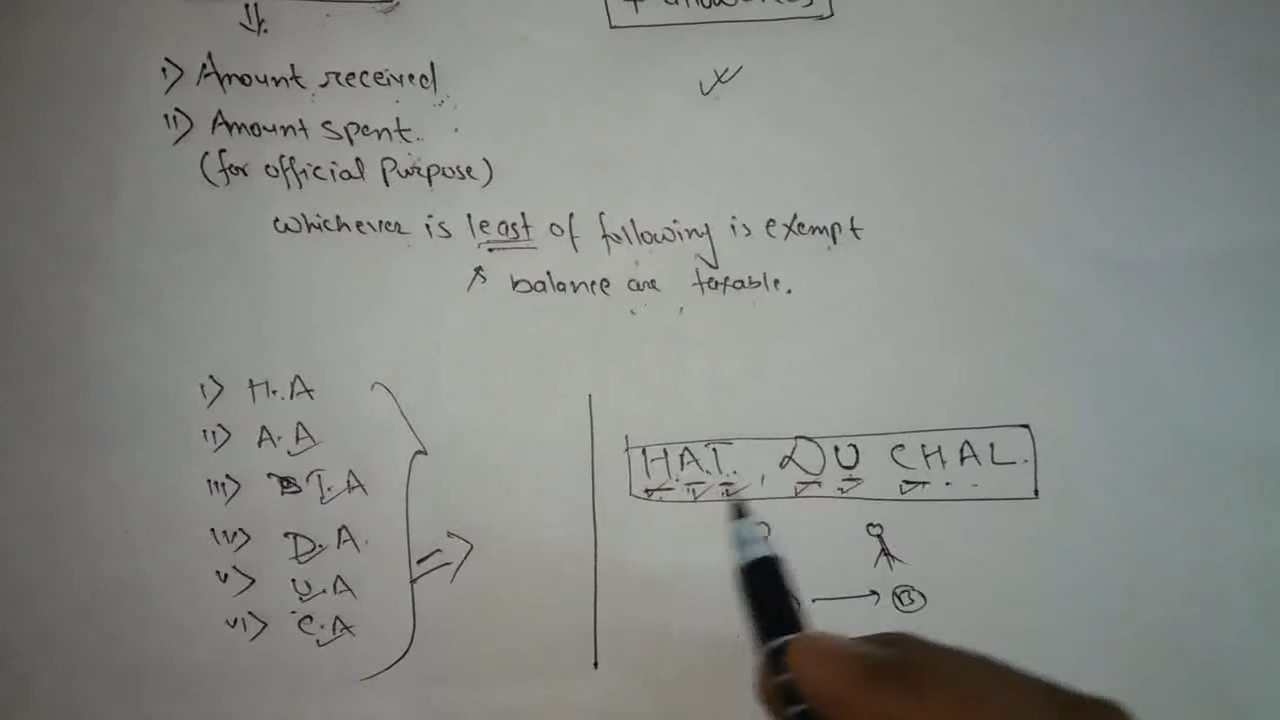 i) Amount received
ii) Amount spent.
(for official purpose)
whichever is least of following is exempt
balance are taxable.
i) H.A
ii) A.A
iii) T.A
iv) D.A.
v) U.A
vi) C.A
H.A.T., DU CHAL.
B